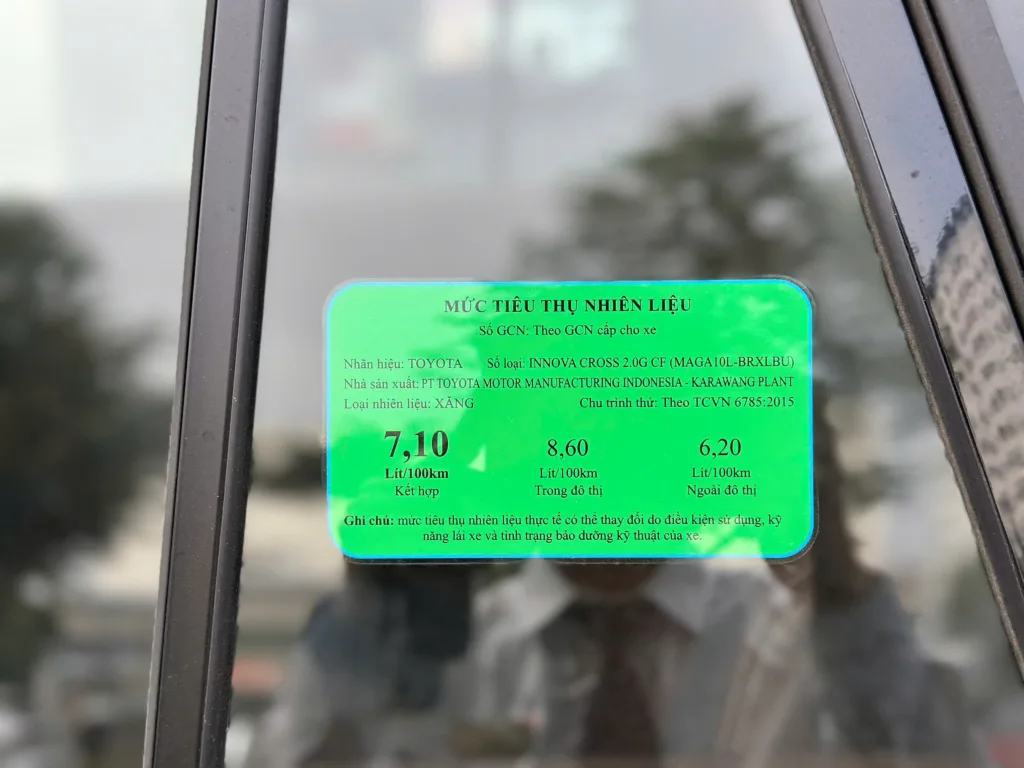 MỨC TIÊU THỤ NHIÊN LIỆU
Số GCN: Theo GCN cấp cho xe
Nhãn hiệu: TOYOTA Số loại: INNOVA CROSS 2.0G CF (MAGA10L-BRXLBU)
Nhà sản xuất: PT TOYOTA MOTOR MANUFACTURING INDONESIA - KARAWANG PLANT
Loại nhiên liệu: XĂNG Chu trình thử: Theo TCVN 6785:2015
7,10 8,60 6,20
Lít/100km Lít/100km Lít/100km
Kết hợp Trong đô thị Ngoài đô thị
Ghi chú: mức tiêu thụ nhiên liệu thực tế có thể thay đổi do điều kiện sử dụng, kỹ
năng lái xe và tình trạng bảo dưỡng kỹ thuật của xe.